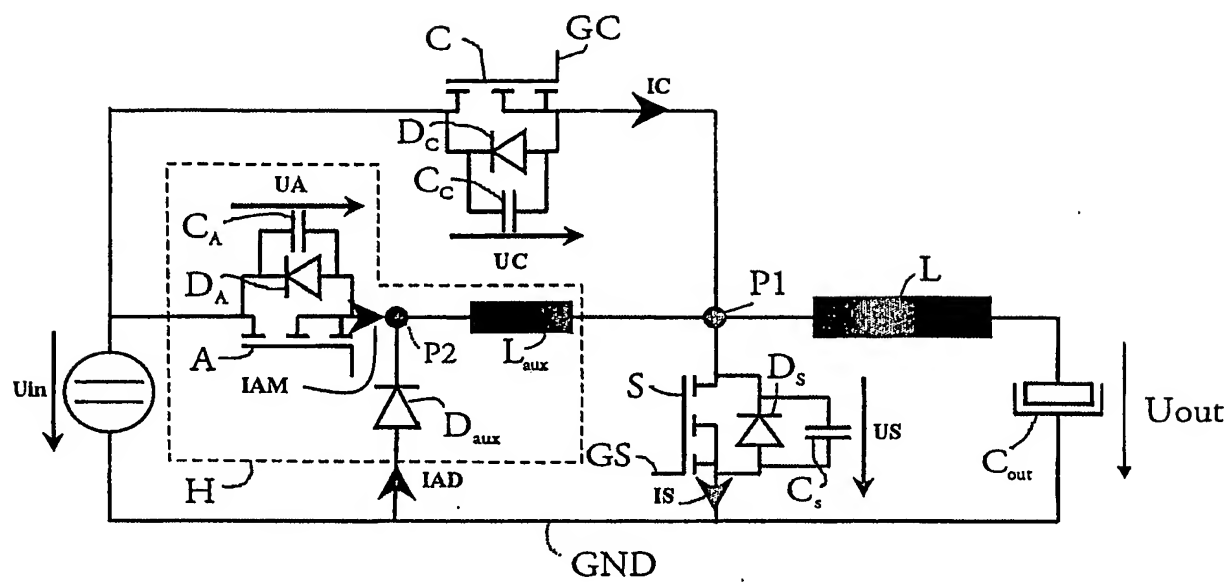 C
GC
IC
D_C
C_C
UC
UA
C_A
D_A
A
IAM
P2
L_aux
D_aux
H
IAD
Uin
P1
L
S
D_s
GS
IS
C_s
US
C_out
Uout
GND